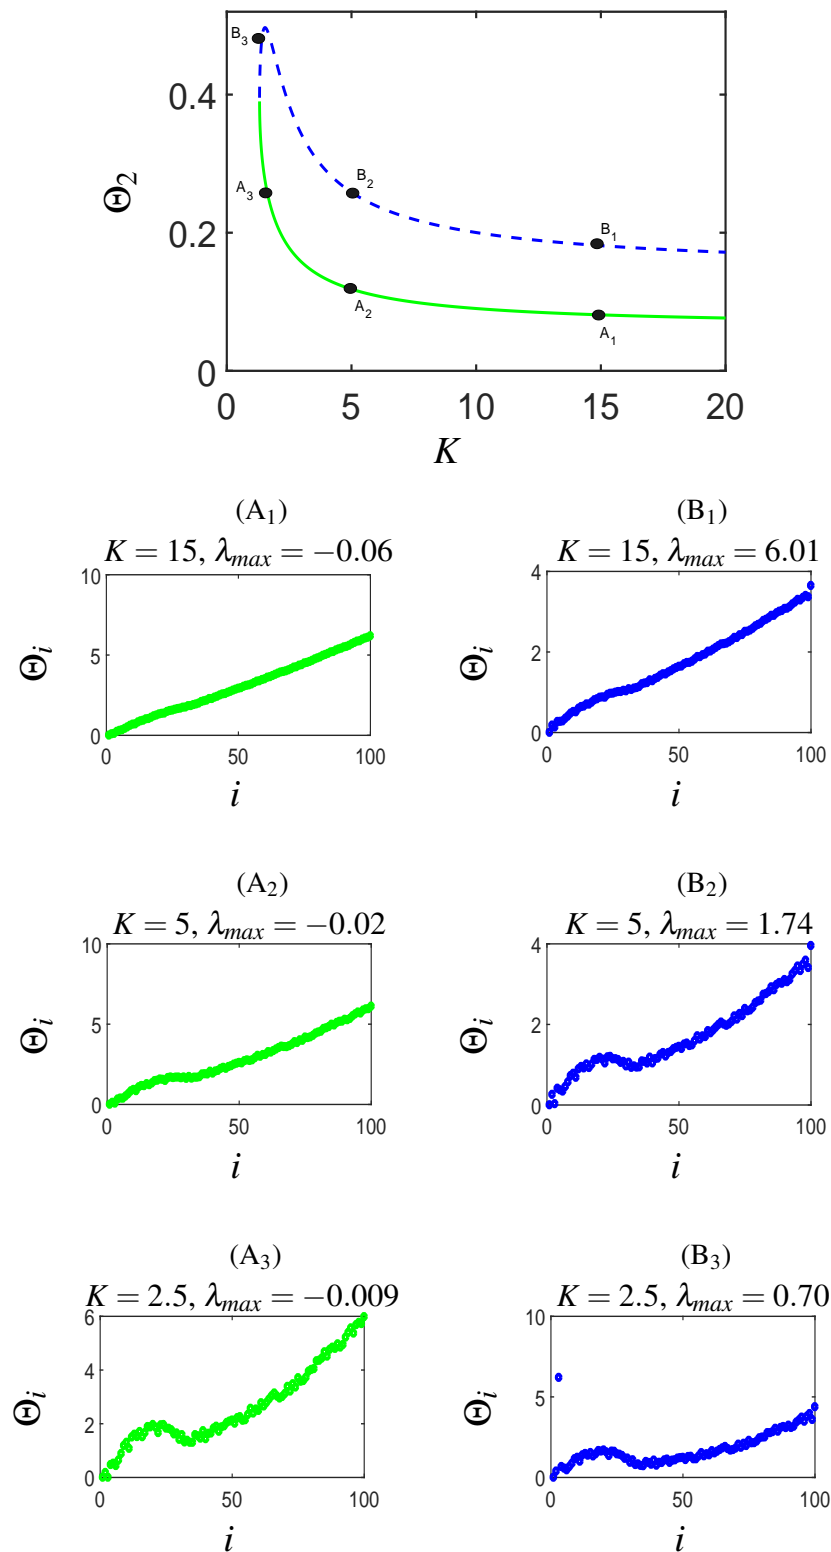 B3
0.4
B2
Θ2
A3
B1
0.2
A2
A1
0
0 5 10 15 20
K
(A1) (B1)
K = 15, λmax = −0.06 K = 15, λmax = 6.01
10 4
Θi 5 Θi 2
0 0
0 50 100 0 50 100
i i
(A2) (B2)
K = 5, λmax = −0.02 K = 5, λmax = 1.74
10 4
Θi 5 Θi 2
0 0
0 50 100 0 50 100
i i
(A3) (B3)
K = 2.5, λmax = −0.009 K = 2.5, λmax = 0.70
6 10
4
Θi Θi 5
2
0 0
0 50 100 0 50 100
i i